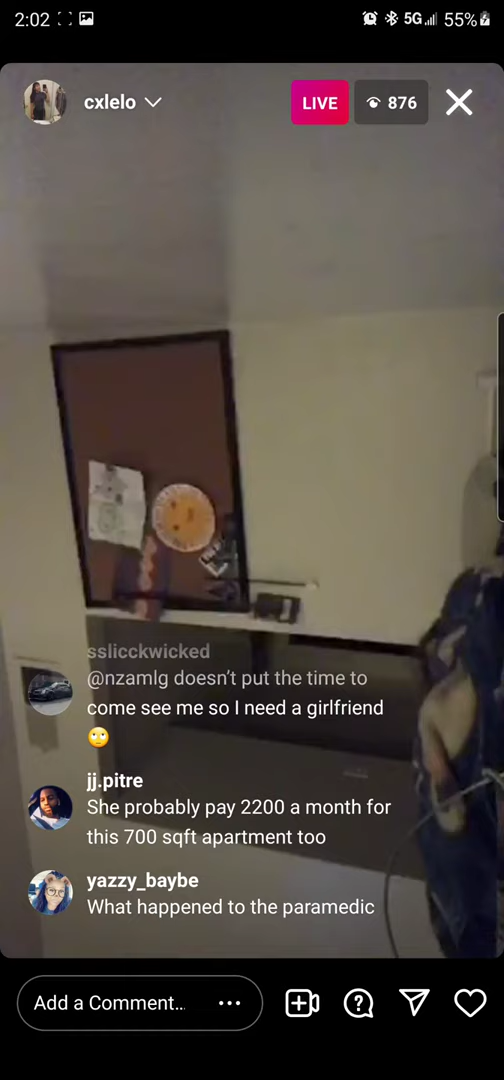 2:02
5G 55%
cxlelo
LIVE
876
sslicckwicked
@nzamlg doesn't put the time to
come see me so I need a girlfriend
🙄
jj.pitre
She probably pay 2200 a month for
this 700 sqft apartment too
yazzy_baybe
What happened to the paramedic
Add a Comment...